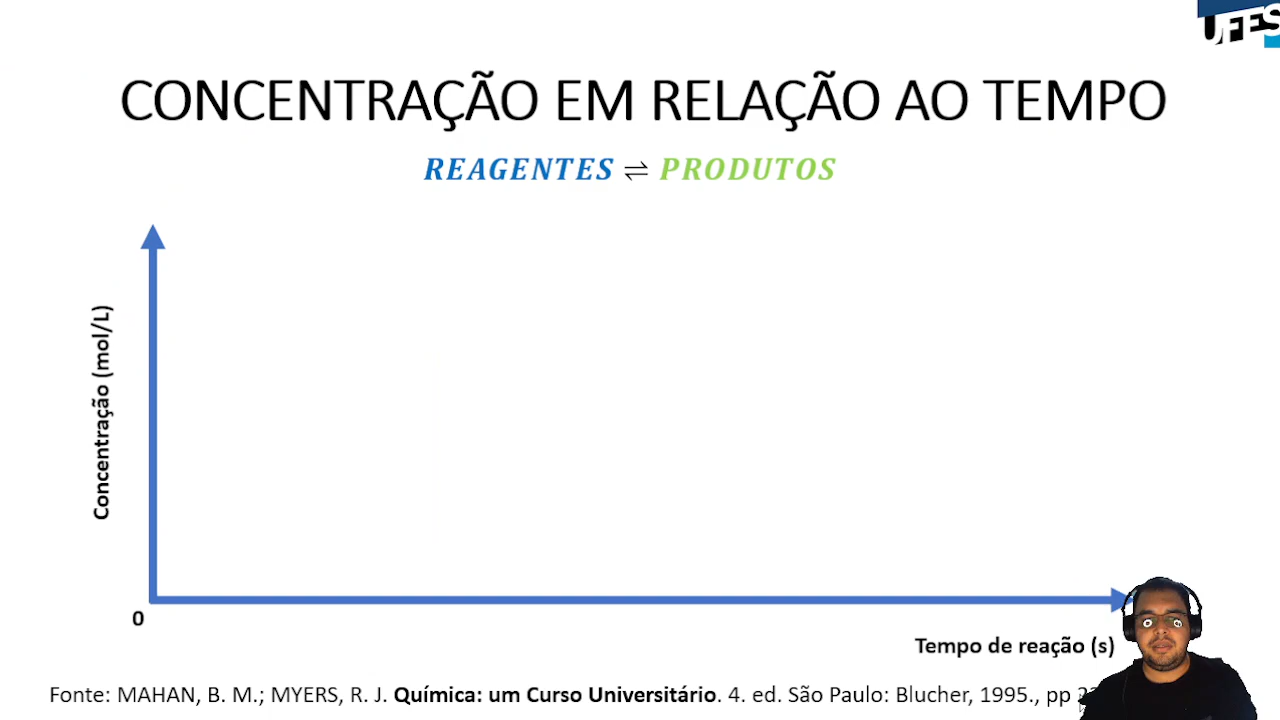 UFES
CONCENTRAÇÃO EM RELAÇÃO AO TEMPO
REAGENTES ⇌ PRODUTOS
Concentração (mol/L)
0
Tempo de reação (s)
Fonte: MAHAN, B. M.; MYERS, R. J. Química: um Curso Universitário. 4. ed. São Paulo: Blucher, 1995., pp